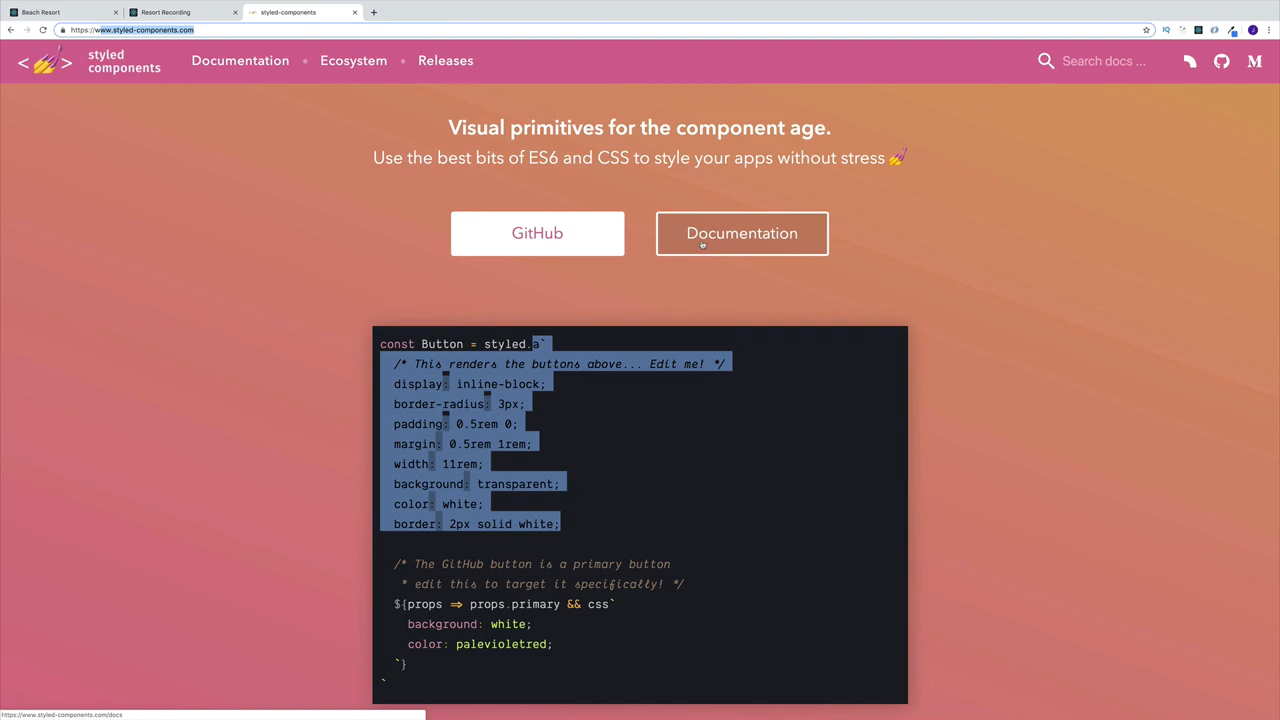 Beach Resort
Resort Recording
styled-components
https://www.styled-components.com
styled
components
Documentation
Ecosystem
Releases
Search docs ...
Visual primitives for the component age.
Use the best bits of ES6 and CSS to style your apps without stress 💅
GitHub
Documentation
const Button = styled.a`
/* This renders the buttons above... Edit me! */
display: inline-block;
border-radius: 3px;
padding: 0.5rem 0;
margin: 0.5rem 1rem;
width: 11rem;
background: transparent;
color: white;
border: 2px solid white;
/* The GitHub button is a primary button
* edit this to target it specifically! */
${props => props.primary && css`
background: white;
color: palevioletred;
`}
`
https://www.styled-components.com/docs